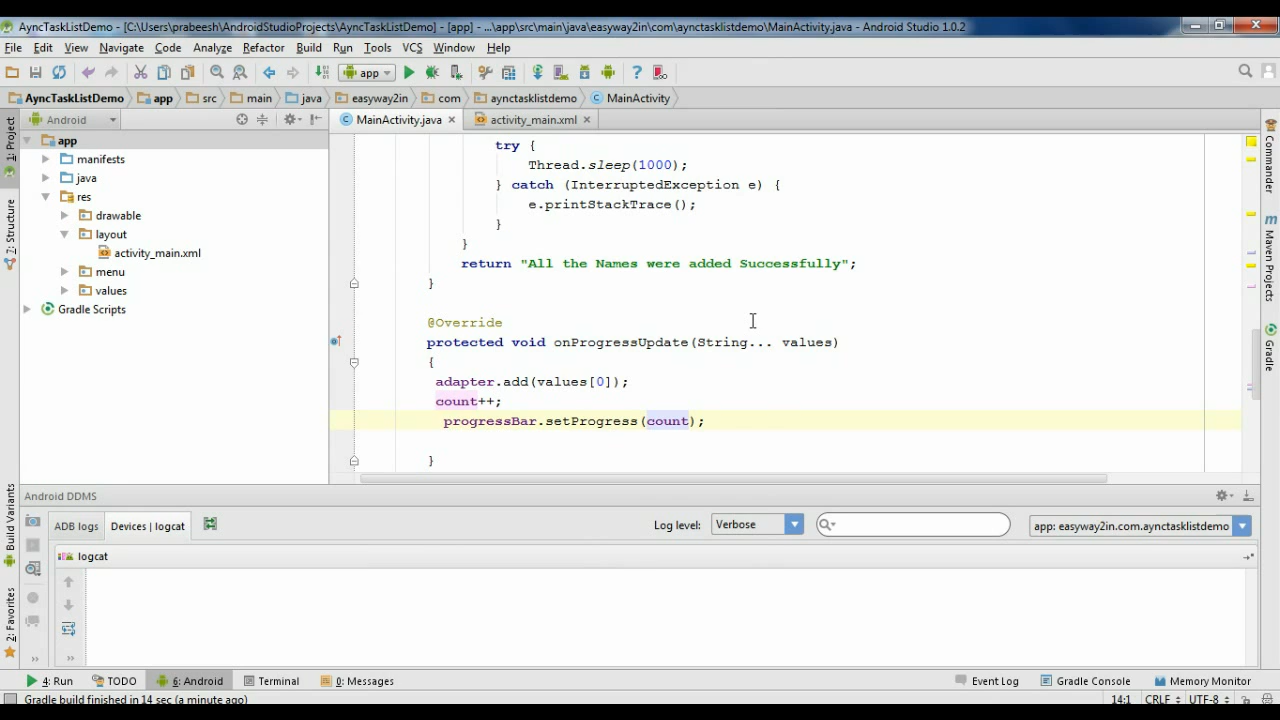 AyncTaskListDemo - [C:\Users\prabeesh\AndroidStudioProjects\AyncTaskListDemo] - [app] - ...\app\src\main\java\easyway2in\com\aynctasklistdemo\MainActivity.java - Android Studio 1.0.2
File Edit View Navigate Code Analyze Refactor Build Run Tools VCS Window Help
app
AyncTaskListDemo app src main java easyway2in com aynctasklistdemo MainActivity
Android
MainActivity.java activity_main.xml
1: Project
7: Structure
Build Variants
2: Favorites
app
manifests
java
res
drawable
layout
activity_main.xml
menu
values
Gradle Scripts
try {
Thread.sleep(1000);
} catch (InterruptedException e) {
e.printStackTrace();
}
}
return "All the Names were added Successfully";
}
@Override
protected void onProgressUpdate(String... values)
{
adapter.add(values[0]);
count++;
progressBar.setProgress(count);
}
Commander
m Maven Projects
Gradle
Android DDMS
ADB logs Devices | logcat Log level: Verbose app: easyway2in.com.aynctasklistdemo
logcat
4: Run TODO 6: Android Terminal 0: Messages Event Log Gradle Console Memory Monitor
Gradle build finished in 14 sec (a minute ago) 14:1 CRLF UTF-8